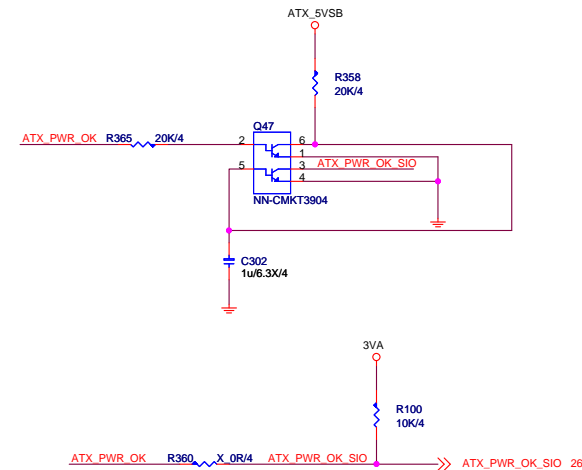 ATX_5VSB
R358
20K/4
Q47
ATX_PWR_OK R365 20K/4 2 6
1
5 3 ATX_PWR_OK_SIO
4
NN-CMKT3904
C302
1u/6.3X/4
3VA
R100
10K/4
ATX_PWR_OK R360 X_0R/4 ATX_PWR_OK_SIO ATX_PWR_OK_SIO 26